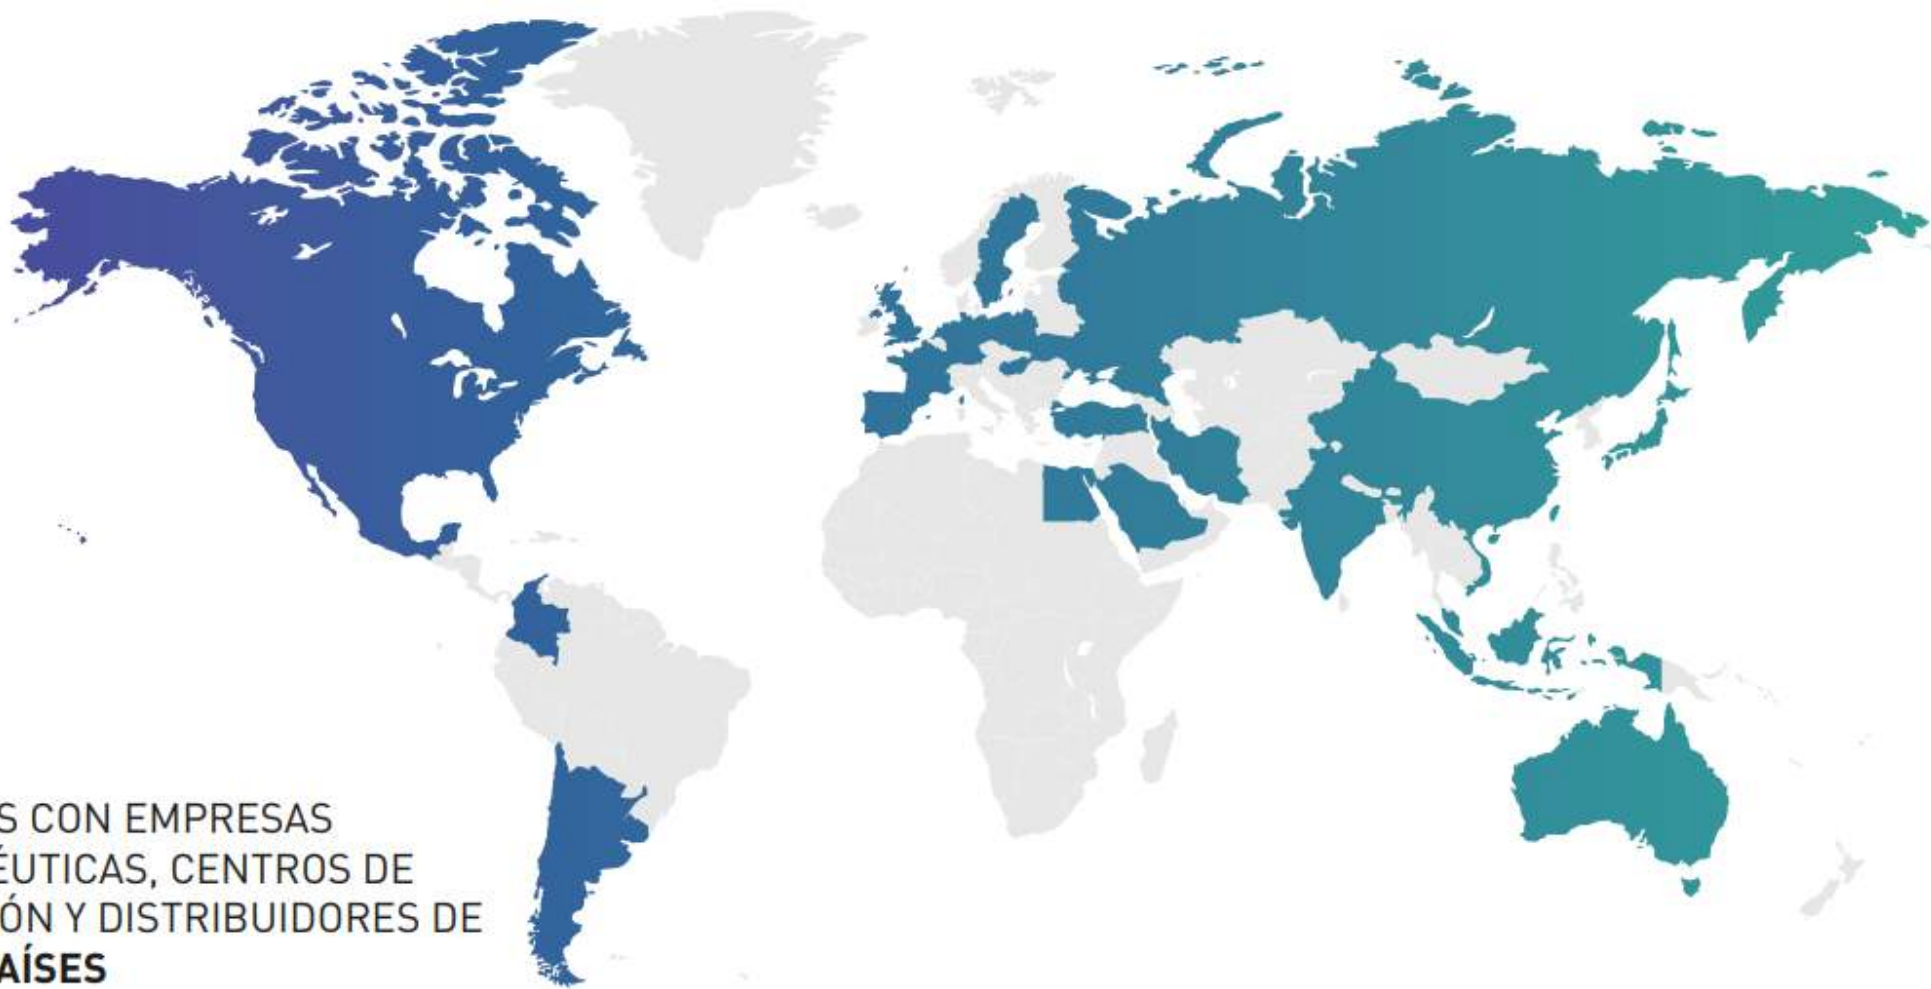 S CON EMPRESAS
ÉUTICAS, CENTROS DE
ÓN Y DISTRIBUIDORES DE
AÍSES